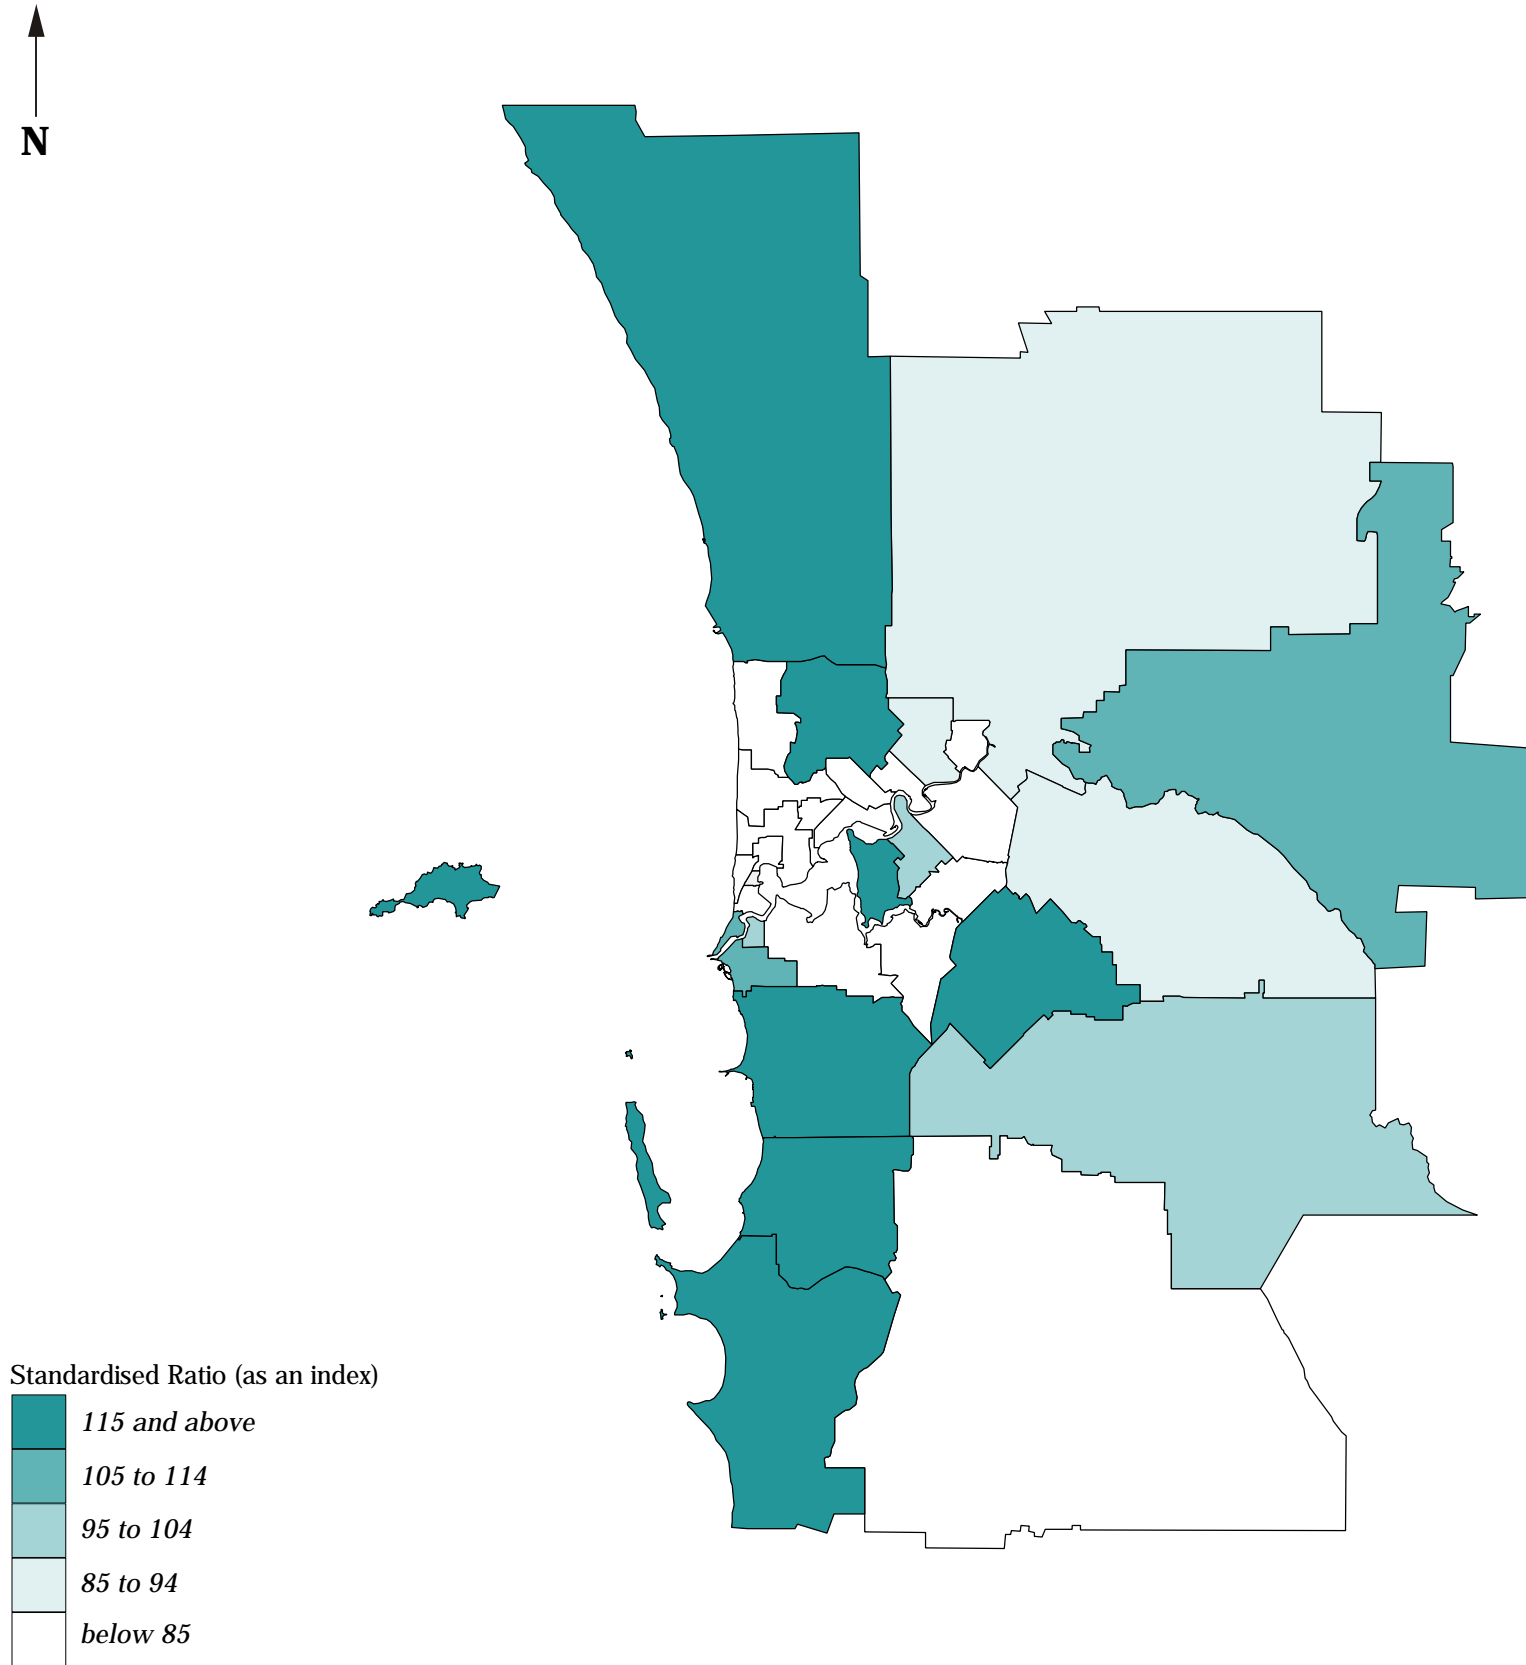 N
Standardised Ratio (as an index)
115 and above
105 to 114
95 to 104
85 to 94
below 85